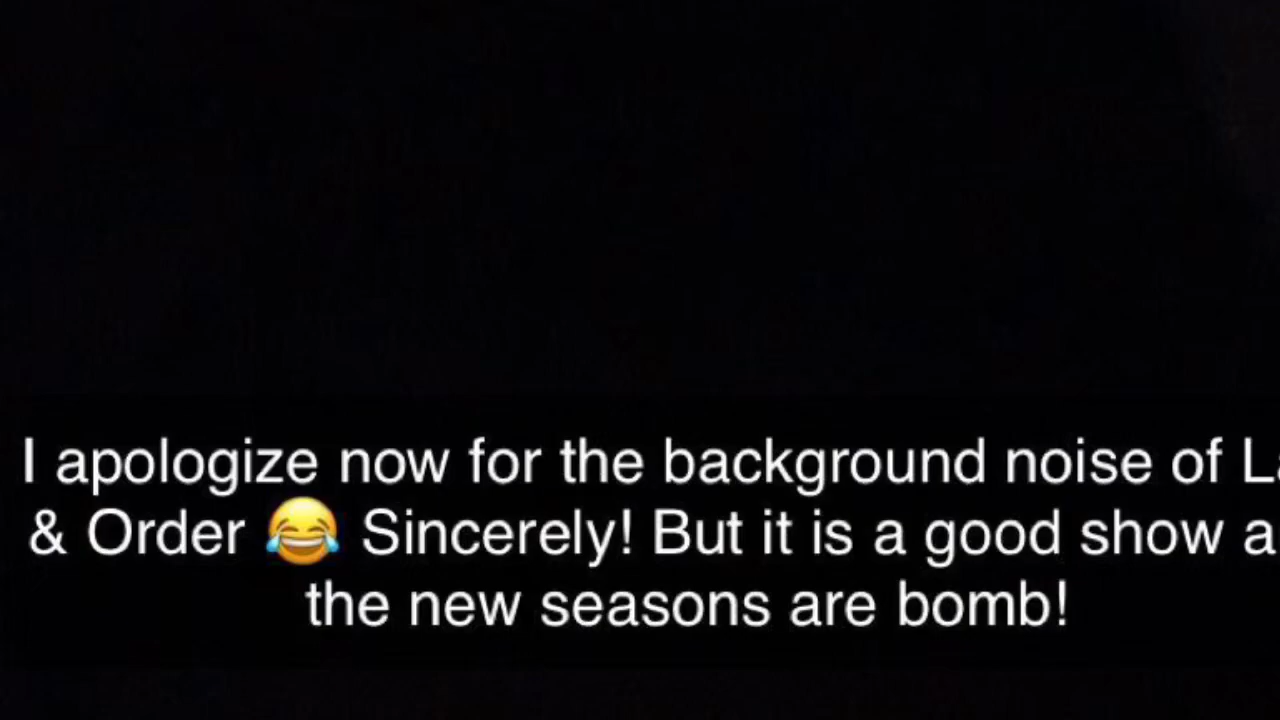 I apologize now for the background noise of
& Order 😂 Sincerely! But it is a good show
the new seasons are bomb!